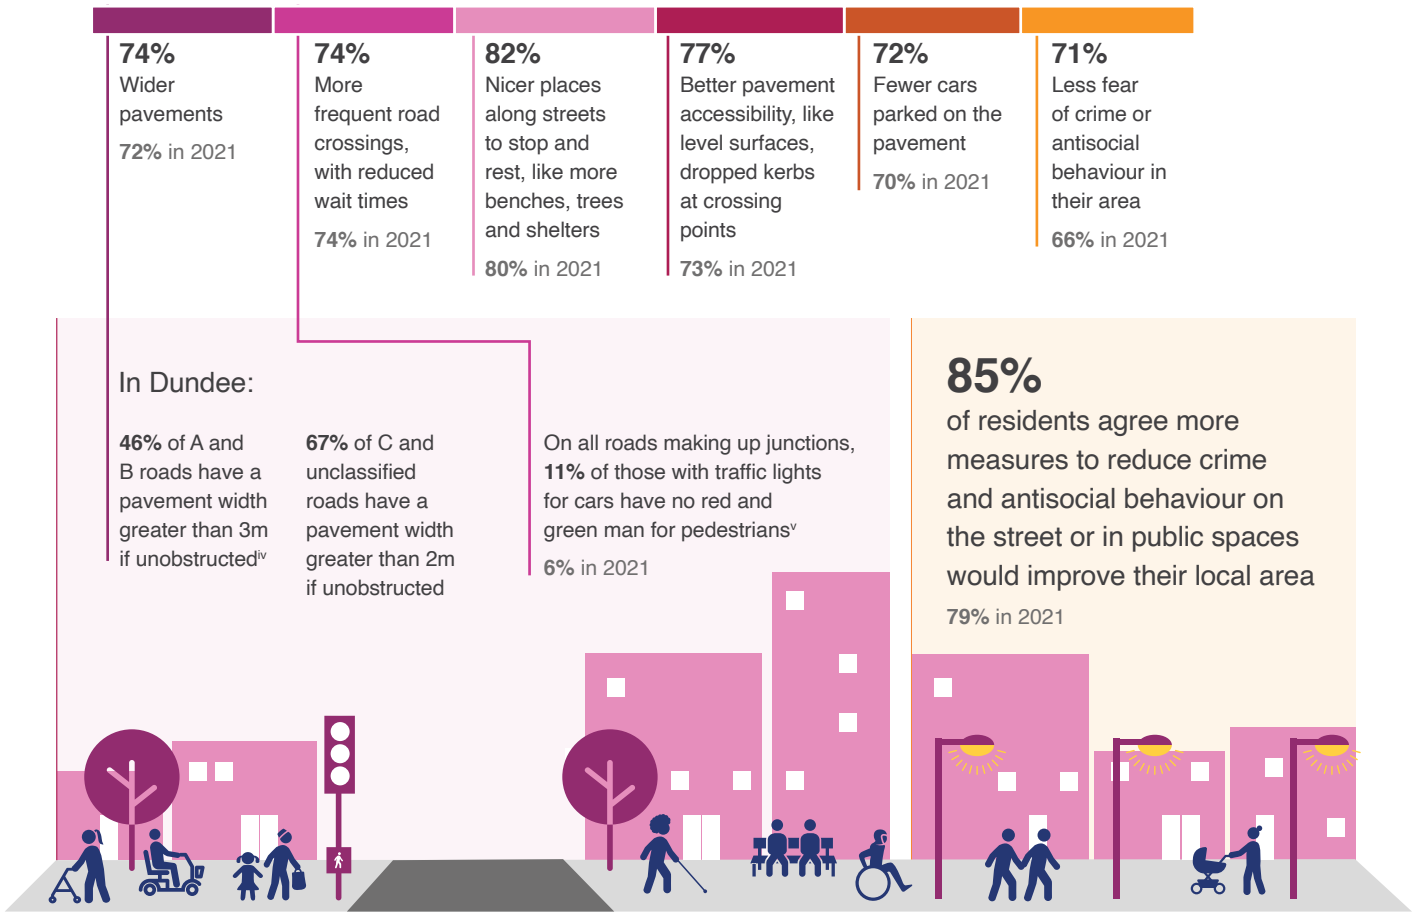 74%
Wider
pavements
72% in 2021
74%
More
frequent road
crossings,
with reduced
wait times
74% in 2021
82%
Nicer places
along streets
to stop and
rest, like more
benches, trees
and shelters
80% in 2021
77%
Better pavement
accessibility, like
level surfaces,
dropped kerbs
at crossing
points
73% in 2021
72%
Fewer cars
parked on the
pavement
70% in 2021
71%
Less fear
of crime or
antisocial
behaviour in
their area
66% in 2021
In Dundee:
46% of A and
B roads have a
pavement width
greater than 3m
if unobstructediv
67% of C and
unclassified
roads have a
pavement width
greater than 2m
if unobstructed
On all roads making up junctions,
11% of those with traffic lights
for cars have no red and
green man for pedestriansv
6% in 2021
85%
of residents agree more
measures to reduce crime
and antisocial behaviour on
the street or in public spaces
would improve their local area
79% in 2021